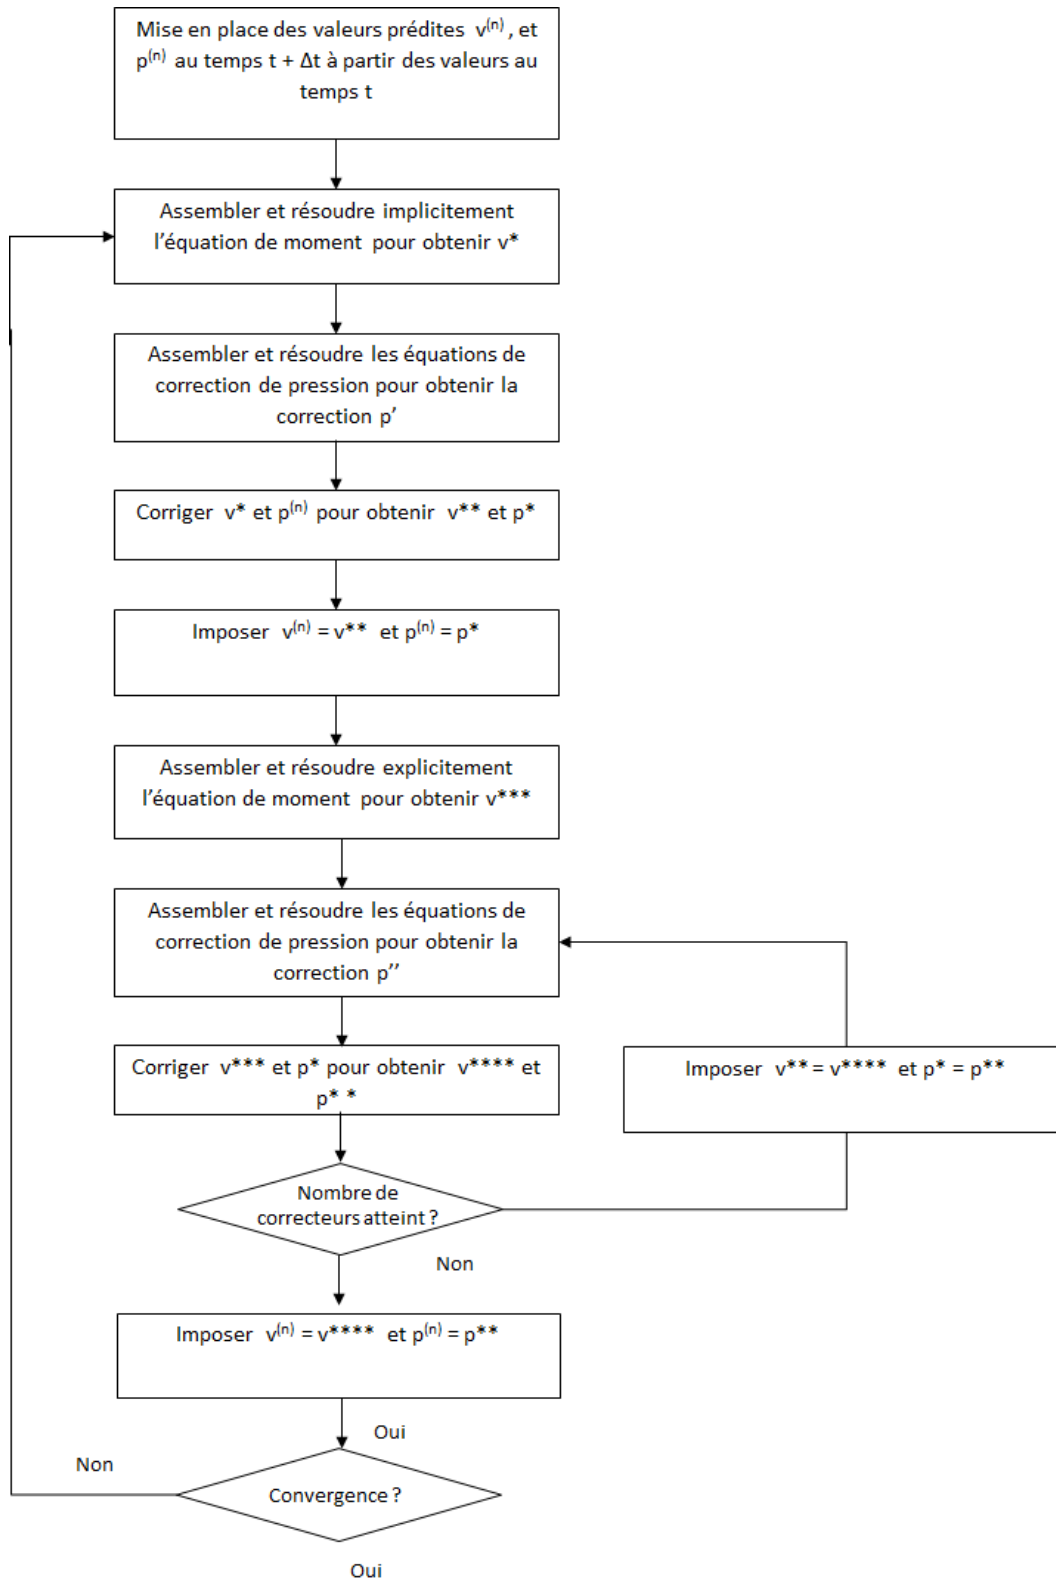 Mise en place des valeurs prédites v⁽ⁿ⁾, et
p⁽ⁿ⁾ au temps t + Δt à partir des valeurs au
temps t
Assembler et résoudre implicitement
l'équation de moment pour obtenir v*
Assembler et résoudre les équations de
correction de pression pour obtenir la
correction p'
Corriger v* et p⁽ⁿ⁾ pour obtenir v** et p*
Imposer v⁽ⁿ⁾ = v** et p⁽ⁿ⁾ = p*
Assembler et résoudre explicitement
l'équation de moment pour obtenir v***
Assembler et résoudre les équations de
correction de pression pour obtenir la
correction p''
Corriger v*** et p* pour obtenir v**** et
p* *
Imposer v** = v**** et p* = p**
Nombre de
correcteurs atteint ?
Non
Imposer v⁽ⁿ⁾ = v**** et p⁽ⁿ⁾ = p**
Oui
Non
Convergence ?
Oui